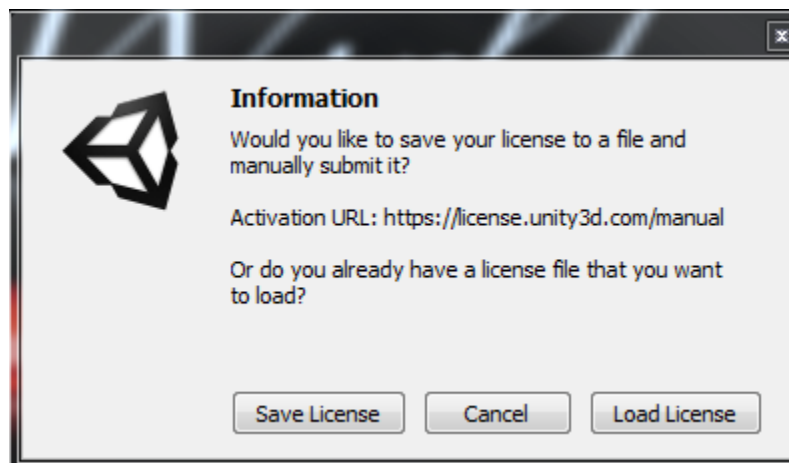 Information
Would you like to save your license to a file and
manually submit it?
Activation URL: https://license.unity3d.com/manual
Or do you already have a license file that you want
to load?
Save License
Cancel
Load License